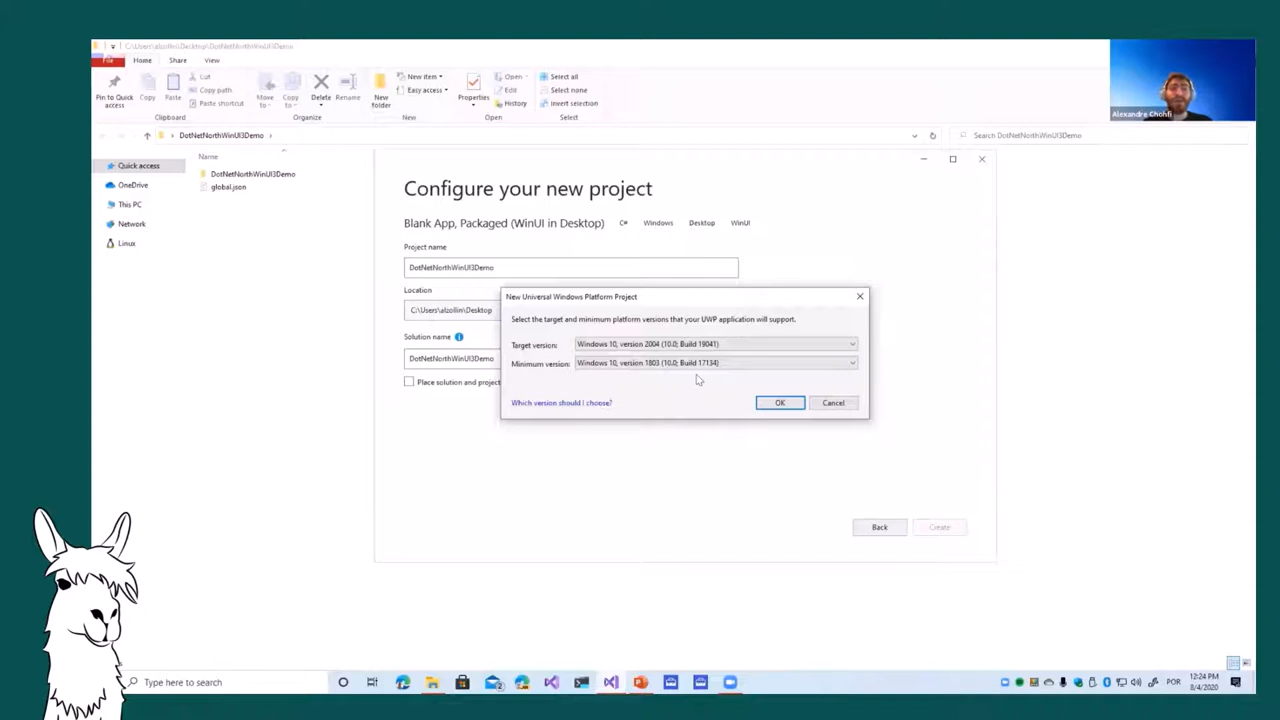 C:\Users\alzollin\Desktop\DotNetNorthWinUI3Demo
File
Home
Share
View
Pin to Quick access
Copy
Paste
Cut
Copy path
Paste shortcut
Clipboard
Move to
Copy to
Delete
Rename
Organize
New folder
New item
Easy access
New
Properties
Open
Edit
History
Open
Select all
Select none
Invert selection
Select
Alexandre Chohfi
DotNetNorthWinUI3Demo
Search DotNetNorthWinUI3Demo
Quick access
OneDrive
This PC
Network
Linux
Name
DotNetNorthWinUI3Demo
global.json
Configure your new project
Blank App, Packaged (WinUI in Desktop) C# Windows Desktop WinUI
Project name
DotNetNorthWinUI3Demo
Location
C:\Users\alzollin\Desktop
Solution name
DotNetNorthWinUI3Demo
Place solution and project
New Universal Windows Platform Project
Select the target and minimum platform versions that your UWP application will support.
Target version: Windows 10, version 2004 (10.0; Build 19041)
Minimum version: Windows 10, version 1803 (10.0; Build 17134)
Which version should I choose?
OK
Cancel
Back
Create
Type here to search
POR
12:24 PM
8/4/2020